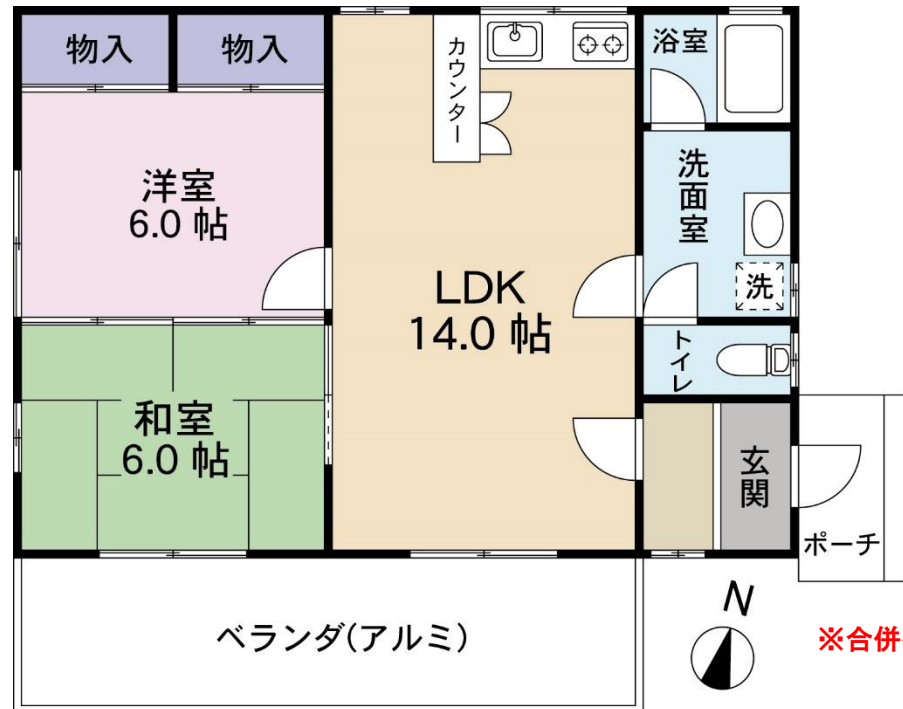 物入
物入
カウンター
浴室
洋室
6.0 帖
洗面室
洗
LDK
14.0 帖
トイレ
和室
6.0 帖
玄関
ポーチ
ベランダ(アルミ)
N
※合併